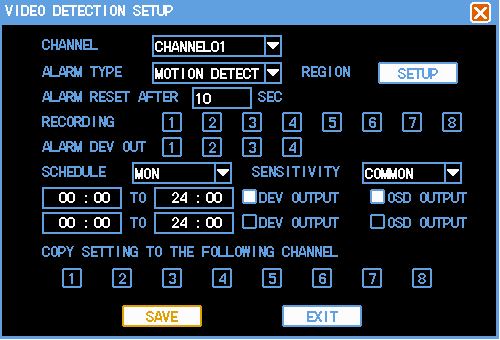 VIDEO DETECTION SETUP
CHANNEL CHANNEL01
ALARM TYPE MOTION DETECT REGION SETUP
ALARM RESET AFTER 10 SEC
RECORDING 1 2 3 4 5 6 7 8
ALARM DEV OUT 1 2 3 4
SCHEDULE MON SENSITIVITY COMMON
00 : 00 TO 24 : 00 DEV OUTPUT OSD OUTPUT
00 : 00 TO 24 : 00 DEV OUTPUT OSD OUTPUT
COPY SETTING TO THE FOLLOWING CHANNEL
1 2 3 4 5 6 7 8
SAVE EXIT